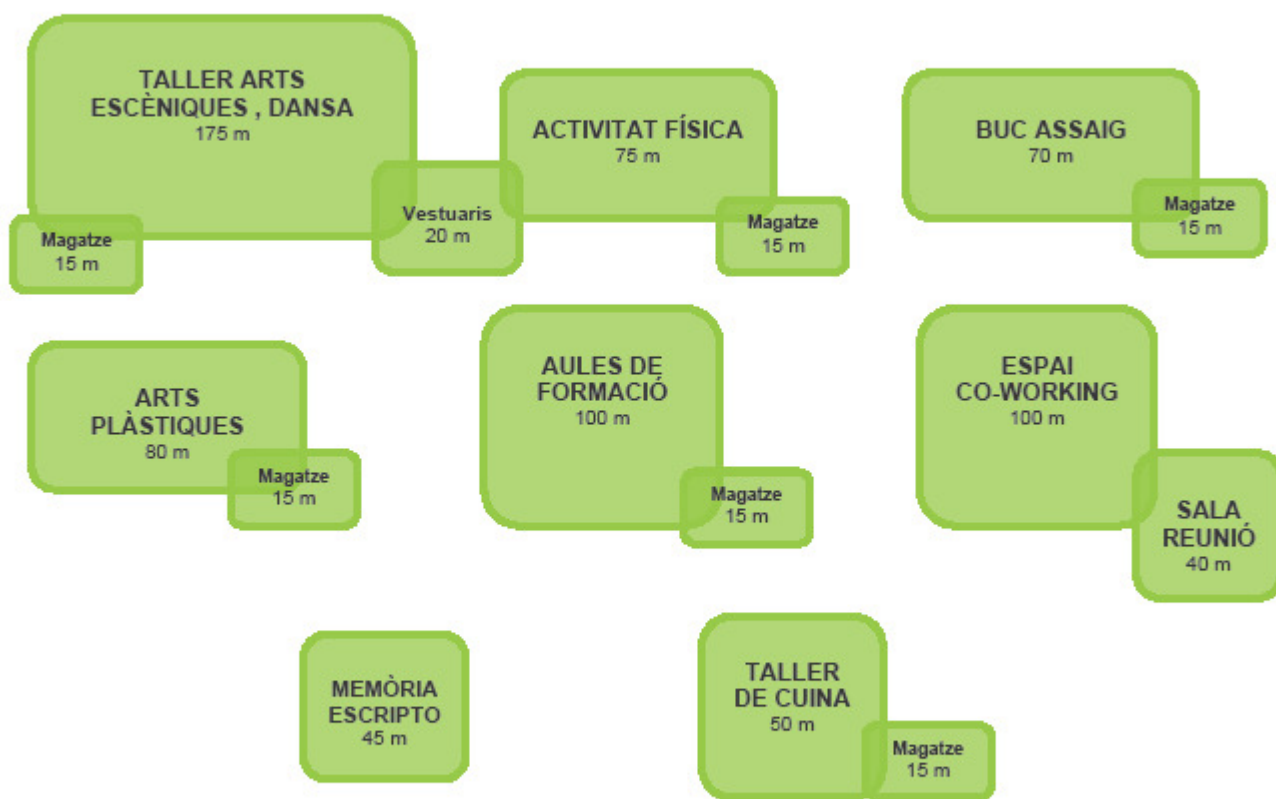 TALLER ARTS
ESCÈNIQUES , DANSA
175 m
Magatze
15 m
Vestuaris
20 m
ACTIVITAT FÍSICA
75 m
Magatze
15 m
BUC ASSAIG
70 m
Magatze
15 m
ARTS
PLÀSTIQUES
80 m
Magatze
15 m
AULES DE
FORMACIÓ
100 m
Magatze
15 m
ESPAI
CO-WORKING
100 m
SALA
REUNIÓ
40 m
MEMÒRIA
ESCRIPTO
45 m
TALLER
DE CUINA
50 m
Magatze
15 m